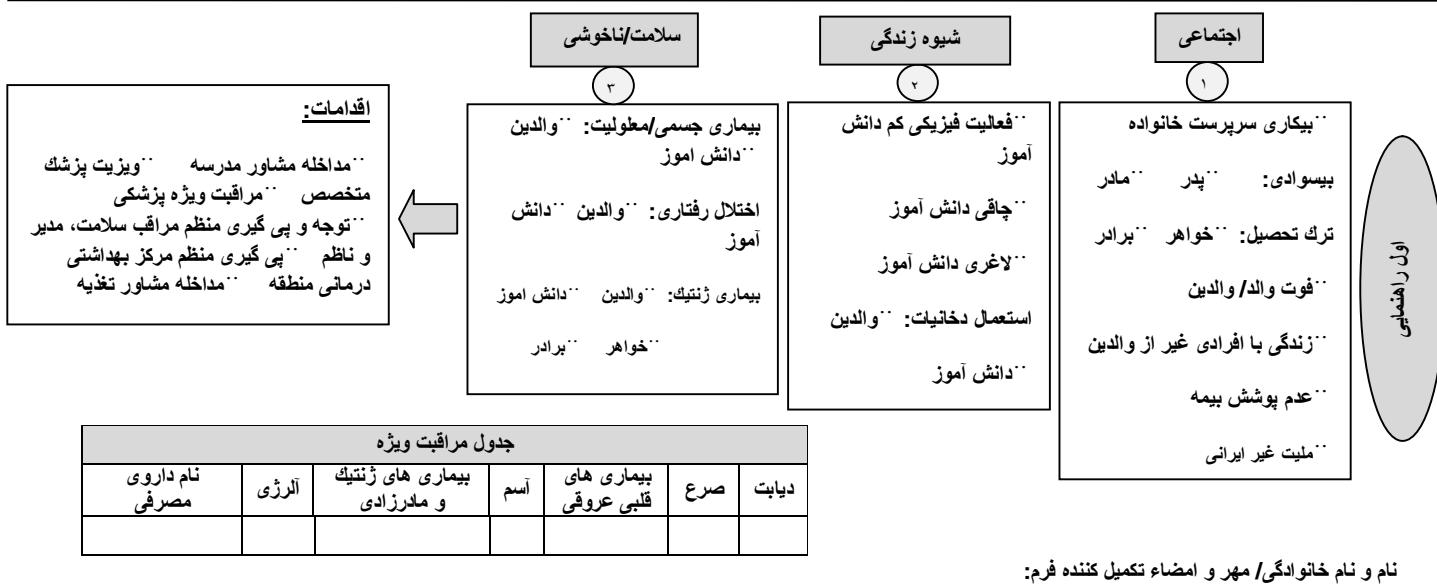 اجتماعی
۱
¨بیکاری سرپرست خانواده
بیسوادی: ¨پدر ¨مادر
ترك تحصیل: ¨خواهر ¨برادر
¨فوت والد/ والدین
¨زندگی با افرادی غیر از والدین
¨عدم پوشش بیمه
¨ملیت غیر ایرانی
شیوه زندگی
۲
¨فعالیت فیزیکی کم دانش
آموز
¨چاقی دانش آموز
¨لاغری دانش آموز
استعمال دخانیات: ¨والدین
¨دانش آموز
سلامت/ناخوشی
۳
بیماری جسمی/معلولیت: ¨والدین
¨دانش اموز
اختلال رفتاری: ¨والدین ¨دانش
آموز
بیماری ژنتیك: ¨والدین ¨دانش اموز
¨خواهر ¨برادر
اقدامات:
¨مداخله مشاور مدرسه ¨ویزیت پزشك
متخصص ¨مراقبت ویژه پزشکی
¨توجه و پی گیری منظم مراقب سلامت، مدیر
و ناظم ¨پی گیری منظم مرکز بهداشتی
درمانی منطقه ¨مداخله مشاور تغذیه
اول راهنمایی
جدول مراقبت ویژه
دیابت
صرع
بیماری های
قلبی عروقی
آسم
بیماری های ژنتیك
و مادرزادی
آلرژی
نام داروی
مصرفی
نام و نام خانوادگی/ مهر و امضاء تکمیل کننده فرم: